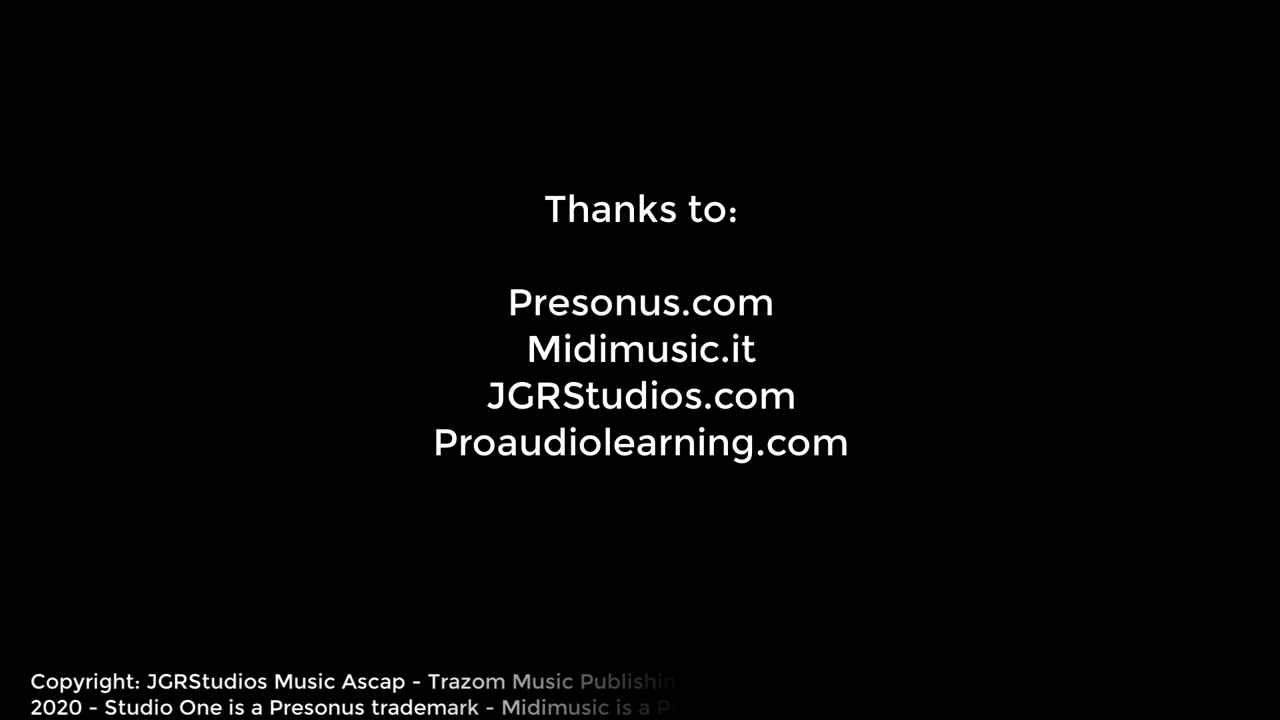 Thanks to:
Presonus.com
Midimusic.it
JGRStudios.com
Proaudiolearning.com
Copyright: JGRStudios Music Ascap - Trazom Music
2020 - Studio One is a Presonus trademark - Midimusic is a